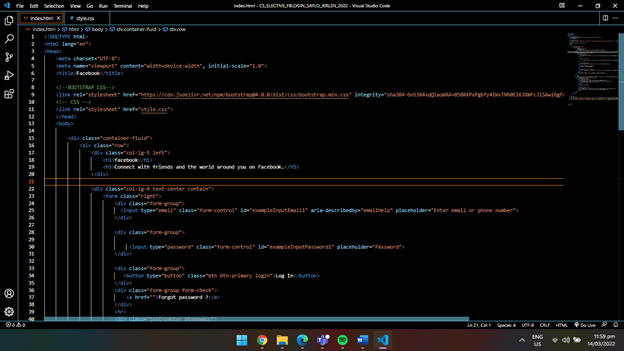 File Edit Selection View Go Run Terminal Help
index.html - CS_ELECTIVE_FBLOGIN_SAYLO_JERLEN_2022 - Visual Studio Code
index.html
style.css
index.html > html > body > div.container-fluid > div.row
1 <!DOCTYPE html>
2 <html lang="en">
3 <head>
4 <meta charset="UTF-8">
5 <meta name="viewport" content="width=device-width", initial-scale="1.0">
6 <title>Facebook</title>
7
8 <!--BOOTSTRAP CSS-->
9 <link rel="stylesheet" href="https://cdn.jsdelivr.net/npm/bootstrap@4.0.0/dist/css/bootstrap.min.css" integrity=
10 <!-- CSS -->
11 <link rel="stylesheet" href="style.css">
12 </head>
13 <body>
14
15 <div class="container-fluid">
16 <div class="row">
17 <div class="col-lg-5 left">
18 <h1>facebook</h1>
19 <h5>Connect with friends and the world around you on Facebook.</h5>
20 </div>
21
22 <div class="col-lg-4 text-center contain">
23 <form class="right">
24 <div class="form-group">
25 <input type="email" class="form-control" id="exampleInputEmail1" aria-describedby="emailHelp" placeholder="Enter email or phone number">
26 </div>
27
28 <div class="form-group">
29
30 <input type="password" class="form-control" id="exampleInputPassword1" placeholder="Password">
31 </div>
32
33 <div class="form-group">
34 <button type="button" class="btn btn-primary login">Log In</button>
35 </div>
36 <div class="form-group form-check">
37 <a href="">Forgot password ?</a>
38 </div>
39 <hr>
40
0 0
Ln 21, Col 1 Spaces: 4 UTF-8 CRLF HTML Go Live
ENG
US
11:59 pm
14/03/2022